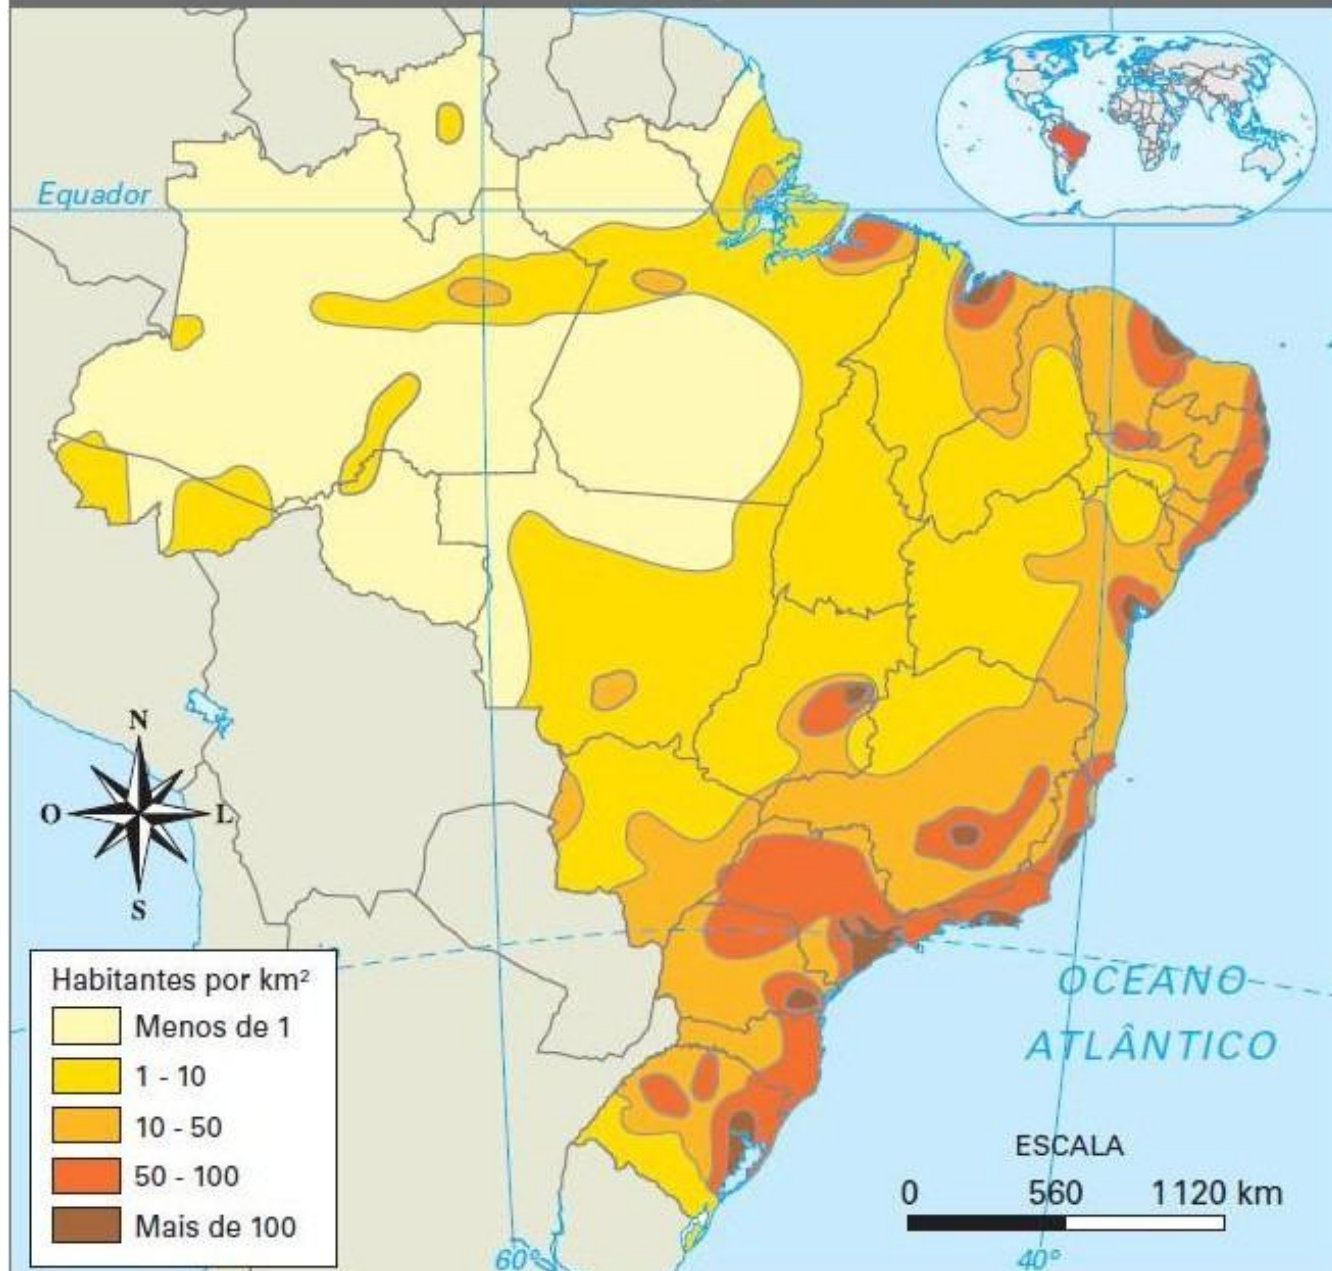 Equador
N
O
L
S
Habitantes por km²
Menos de 1
1 - 10
10 - 50
50 - 100
Mais de 100
OCEANO
ATLÂNTICO
ESCALA
0 560 1 120 km
60°
40°